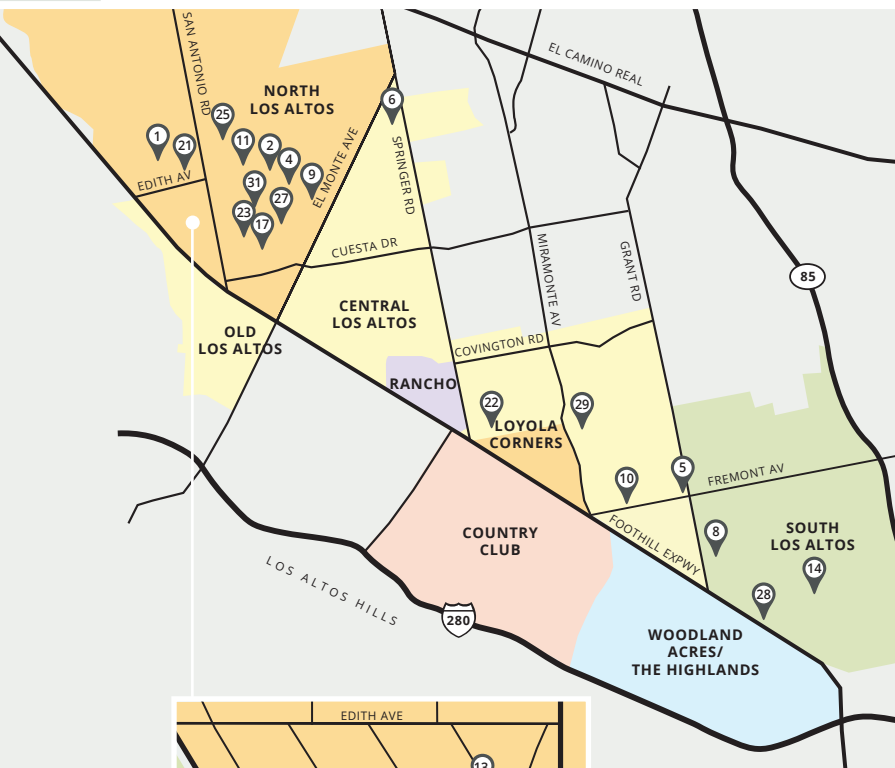 SAN ANTONIO RD
EL CAMINO REAL
NORTH
LOS ALTOS
6
25
1
21
11
2
4
9
EL MONTE AVE
SPRINGER RD
EDITH AV
31
27
23
17
CUESTA DR
MIRAMONTE AV
GRANT RD
85
CENTRAL
LOS ALTOS
OLD
LOS ALTOS
COVINGTON RD
RANCHO
22
29
LOYOLA
CORNERS
10
5
FREMONT AV
FOOTHILL EXPWY
8
SOUTH
LOS ALTOS
COUNTRY
CLUB
14
28
LOS ALTOS HILLS
280
WOODLAND
ACRES/
THE HIGHLANDS
EDITH AVE
13